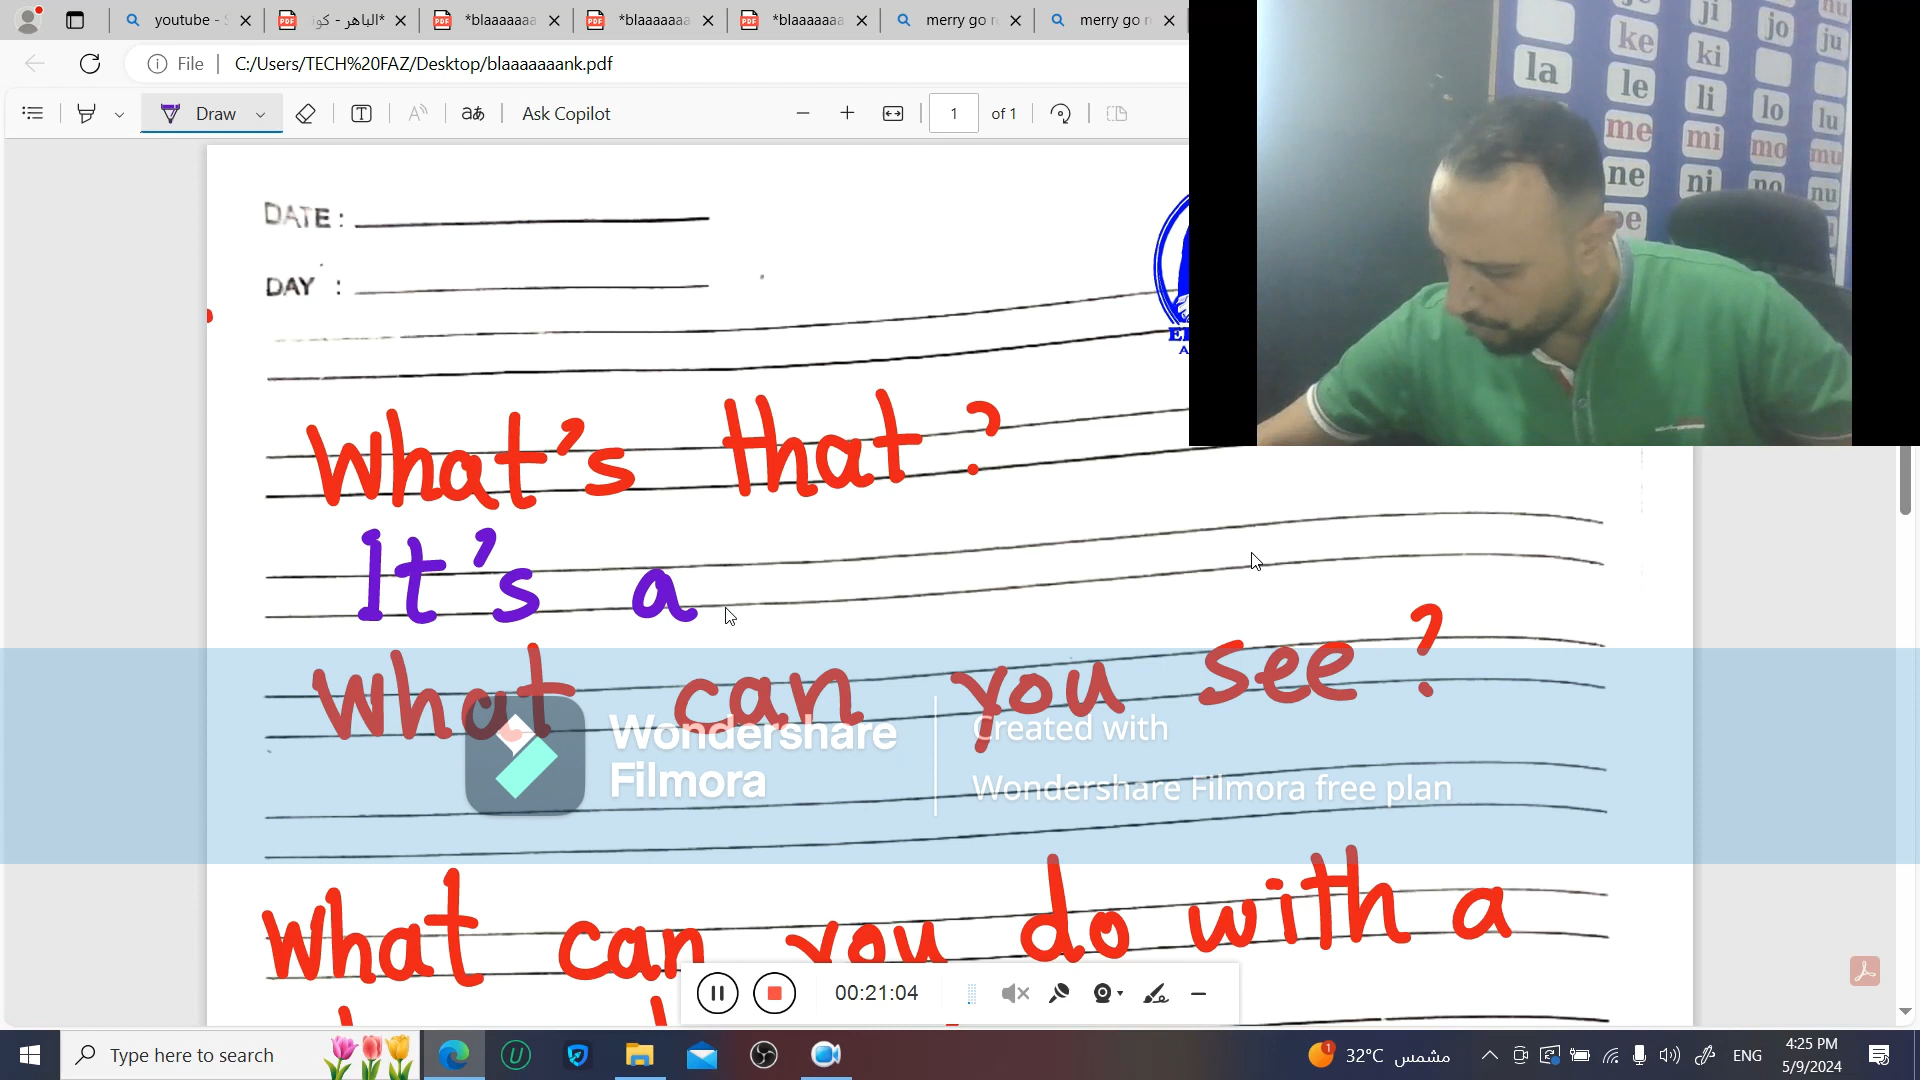 youtube -
الباهر - كون*
*blaaaaaaa
*blaaaaaaa
*blaaaaaaa
merry go r
merry go r
File C:/Users/TECH%20FAZ/Desktop/blaaaaaaank.pdf
Draw
Ask Copilot
1 of 1
ji jo ju
ke ki
la le li lo lu
me mi mo mu
ne ni no nu
DATE :
DAY :
What's that?
It's a
What can you see?
Wondershare Filmora
Created with
Wondershare Filmora free plan
What can you do with a
00:21:04
Type here to search
1
32°C مشمس
ENG
4:25 PM
5/9/2024